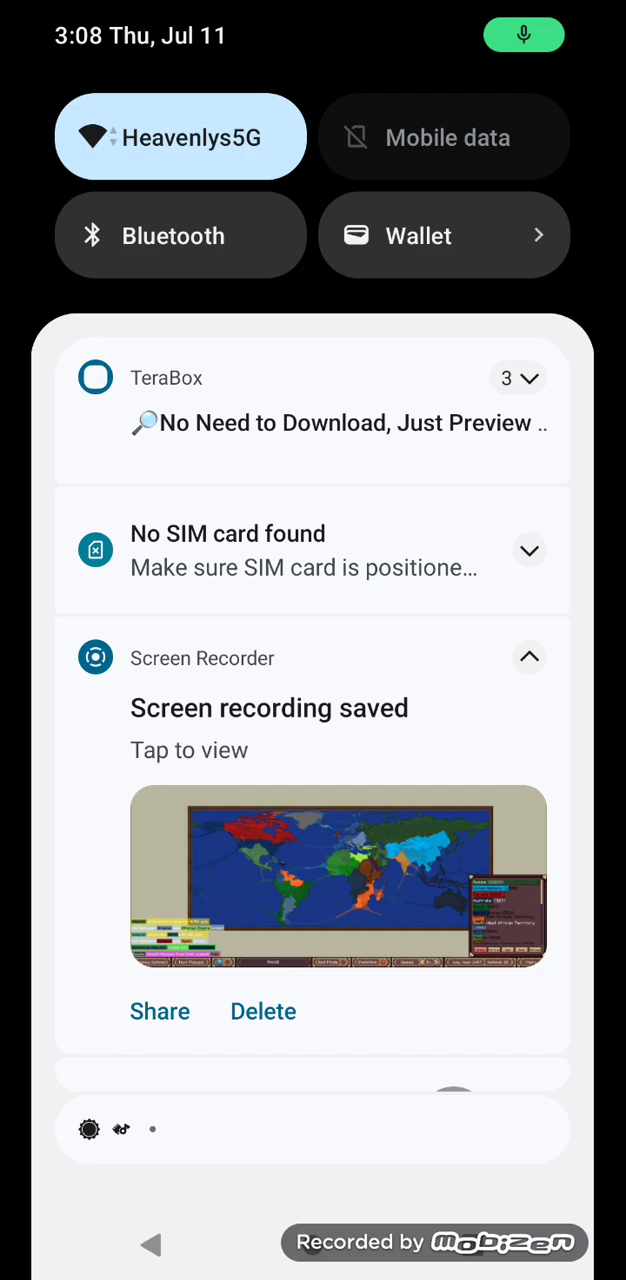 3:08 Thu, Jul 11
Heavenlys5G
Mobile data
Bluetooth
Wallet
TeraBox
3
🔎No Need to Download, Just Preview ..
No SIM card found
Make sure SIM card is positione...
Screen Recorder
Screen recording saved
Tap to view
Share
Delete
Recorded by mobizen